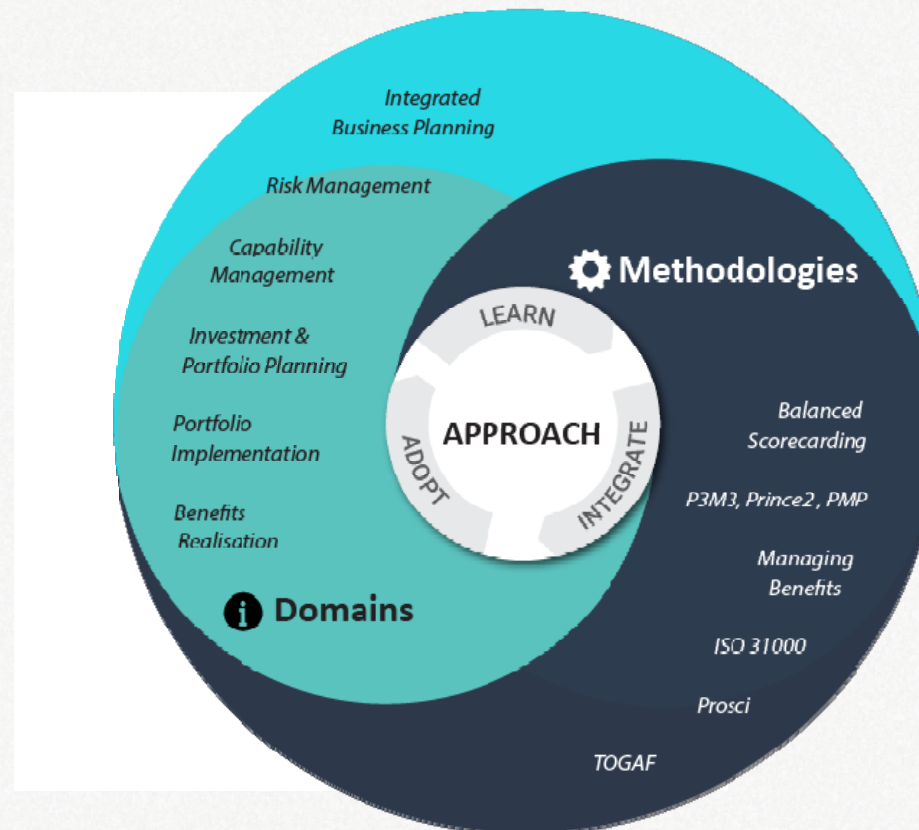 Integrated
Business Planning
Risk Management
Capability
Management
Investment &
Portfolio Planning
Portfolio
Implementation
Benefits
Realisation
Domains
LEARN
APPROACH
ADOPT
INTEGRATE
Methodologies
Balanced
Scorecarding
P3M3, Prince2, PMP
Managing
Benefits
ISO 31000
Prosci
TOGAF